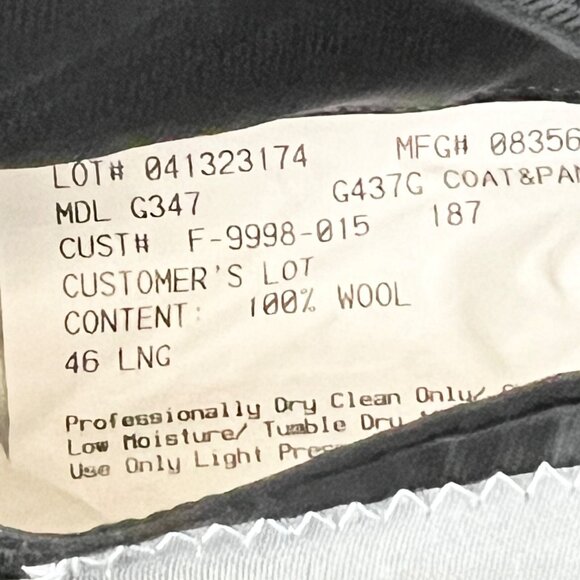 LOT# 041323174 MFG# 08356
MDL G347 G437G COAT&PAN
CUST# F-9998-015 187
CUSTOMER'S LOT
CONTENT: 100% WOOL
46 LNG
Professionally Dry Clean Only/
Low Moisture/ Tumble Dry
Use Only Light